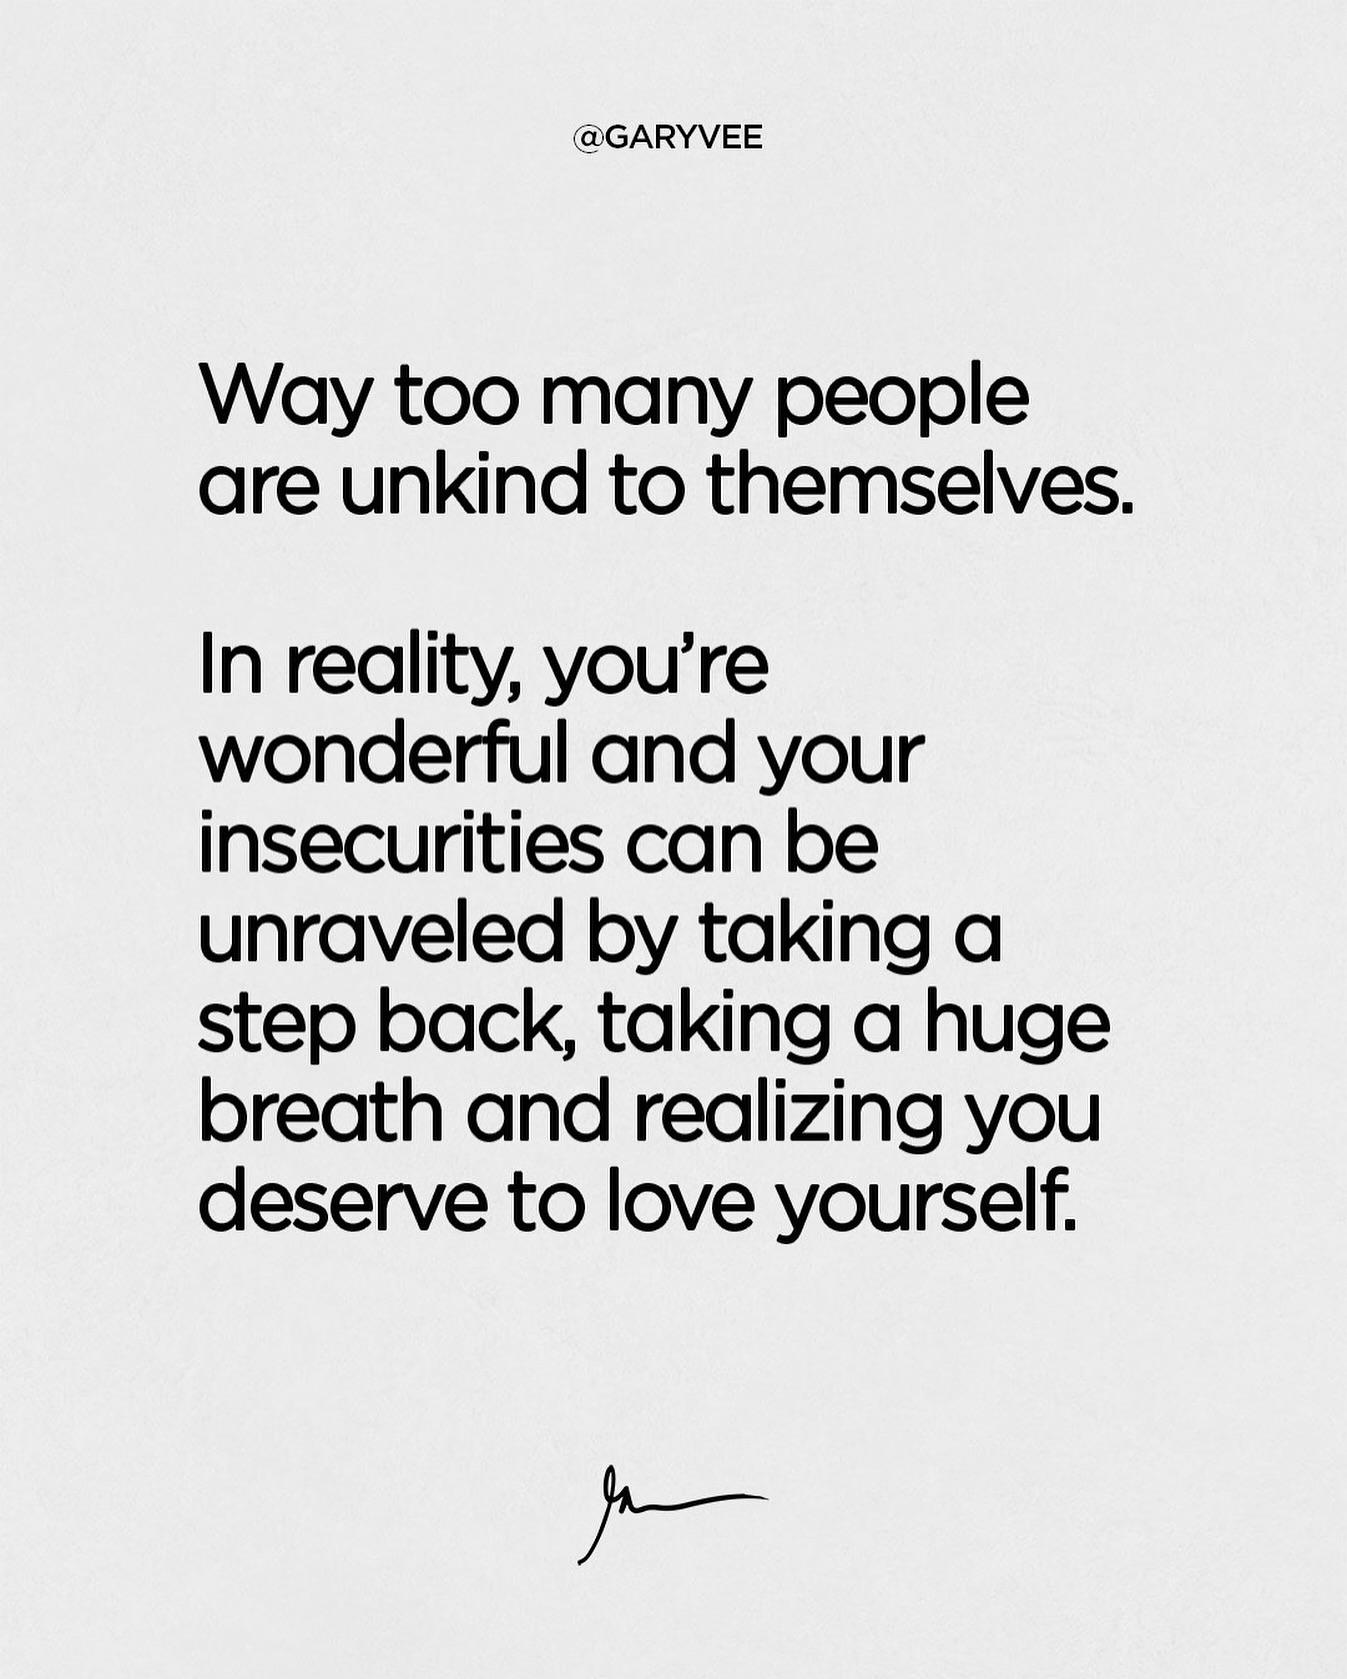 @GARYVEE
Way too many people
are unkind to themselves.
In reality, you’re
wonderful and your
insecurities can be
unraveled by taking a
step back, taking a huge
breath and realizing you
deserve to love yourself.